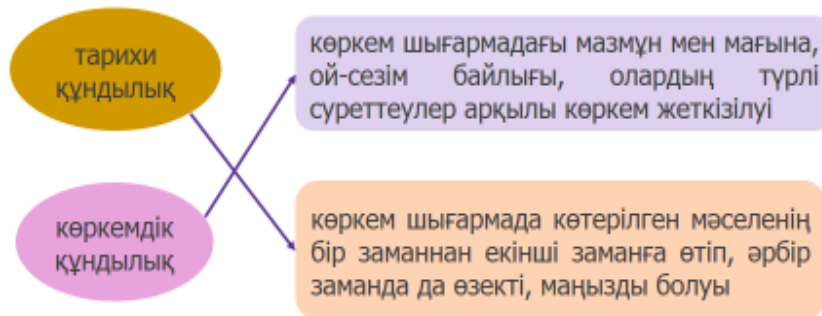 тарихи
құндылық
көркем шығармадағы мазмұн мен мағына,
ой-сезім байлығы, олардың түрлі
суреттеулер арқылы көркем жеткізілуі
көркемдік
құндылық
көркем шығармада көтерілген мәселенің
бір заманнан екінші заманға өтіп, әрбір
заманда да өзекті, маңызды болуы